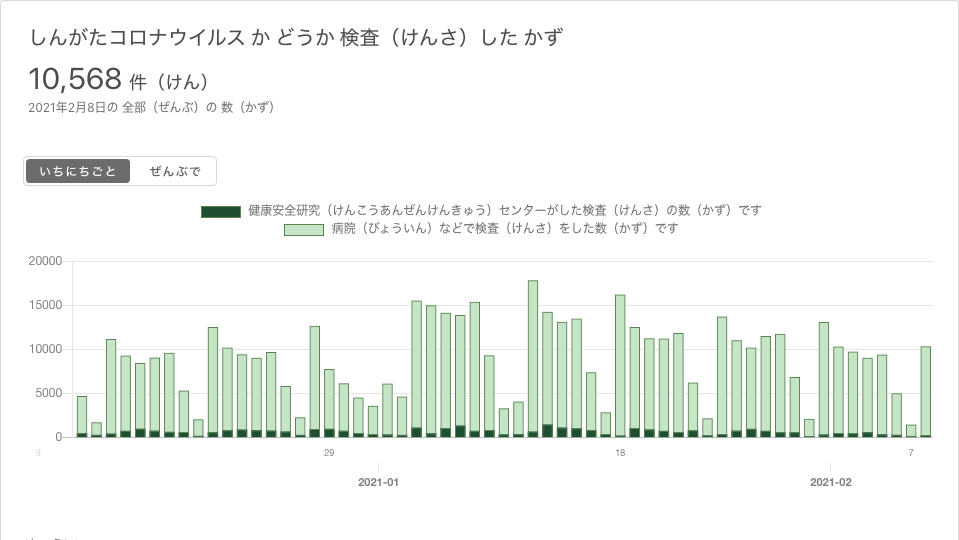 しんがたコロナウイルス か どうか 検査（けんさ）した かず
10,568 件（けん）
2021年2月8日の 全部（ぜんぶ）の 数（かず）
いちにちごと ぜんぶで
健康安全研究（けんこうあんぜんけんきゅう）センターがした検査（けんさ）の数（かず）です
病院（びょういん）などで検査（けんさ）をした数（かず）です
20000
15000
10000
5000
0
9 29 18 7
2021-01 2021-02